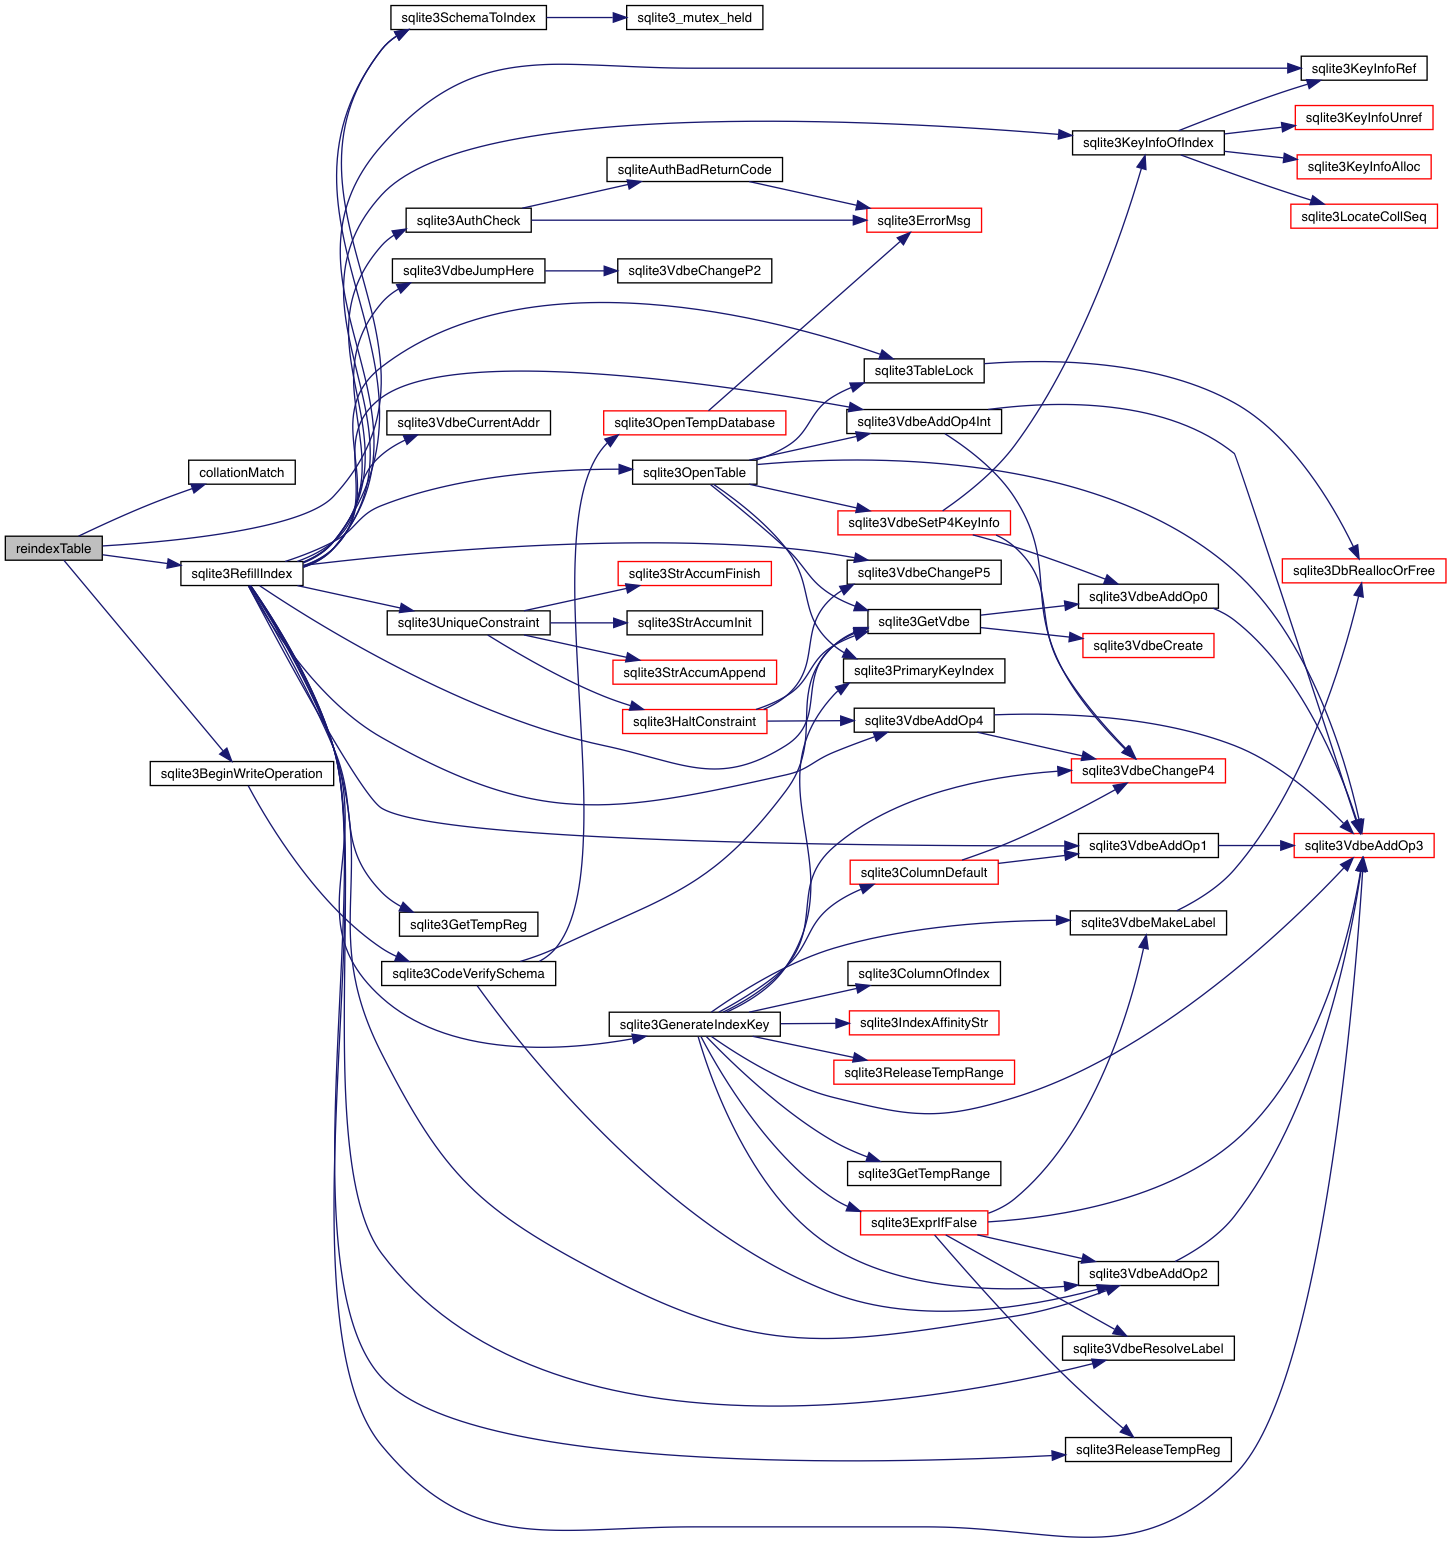 sqlite3SchemaToIndex
sqlite3_mutex_held
sqlite3KeyInfoRef
sqlite3KeyInfoUnref
sqlite3KeyInfoOfIndex
sqlite3KeyInfoAlloc
sqliteAuthBadReturnCode
sqlite3LocateCollSeq
sqlite3AuthCheck
sqlite3ErrorMsg
sqlite3VdbeJumpHere
sqlite3VdbeChangeP2
sqlite3TableLock
sqlite3VdbeCurrentAddr
sqlite3OpenTempDatabase
sqlite3VdbeAddOp4Int
collationMatch
sqlite3OpenTable
sqlite3VdbeSetP4KeyInfo
reindexTable
sqlite3RefillIndex
sqlite3StrAccumFinish
sqlite3VdbeChangeP5
sqlite3DbReallocOrFree
sqlite3VdbeAddOp0
sqlite3UniqueConstraint
sqlite3StrAccumInit
sqlite3GetVdbe
sqlite3VdbeCreate
sqlite3StrAccumAppend
sqlite3PrimaryKeyIndex
sqlite3HaltConstraint
sqlite3VdbeAddOp4
sqlite3BeginWriteOperation
sqlite3VdbeChangeP4
sqlite3VdbeAddOp1
sqlite3VdbeAddOp3
sqlite3ColumnDefault
sqlite3GetTempReg
sqlite3VdbeMakeLabel
sqlite3CodeVerifySchema
sqlite3ColumnOfIndex
sqlite3GenerateIndexKey
sqlite3IndexAffinityStr
sqlite3ReleaseTempRange
sqlite3GetTempRange
sqlite3ExprIfFalse
sqlite3VdbeAddOp2
sqlite3VdbeResolveLabel
sqlite3ReleaseTempReg